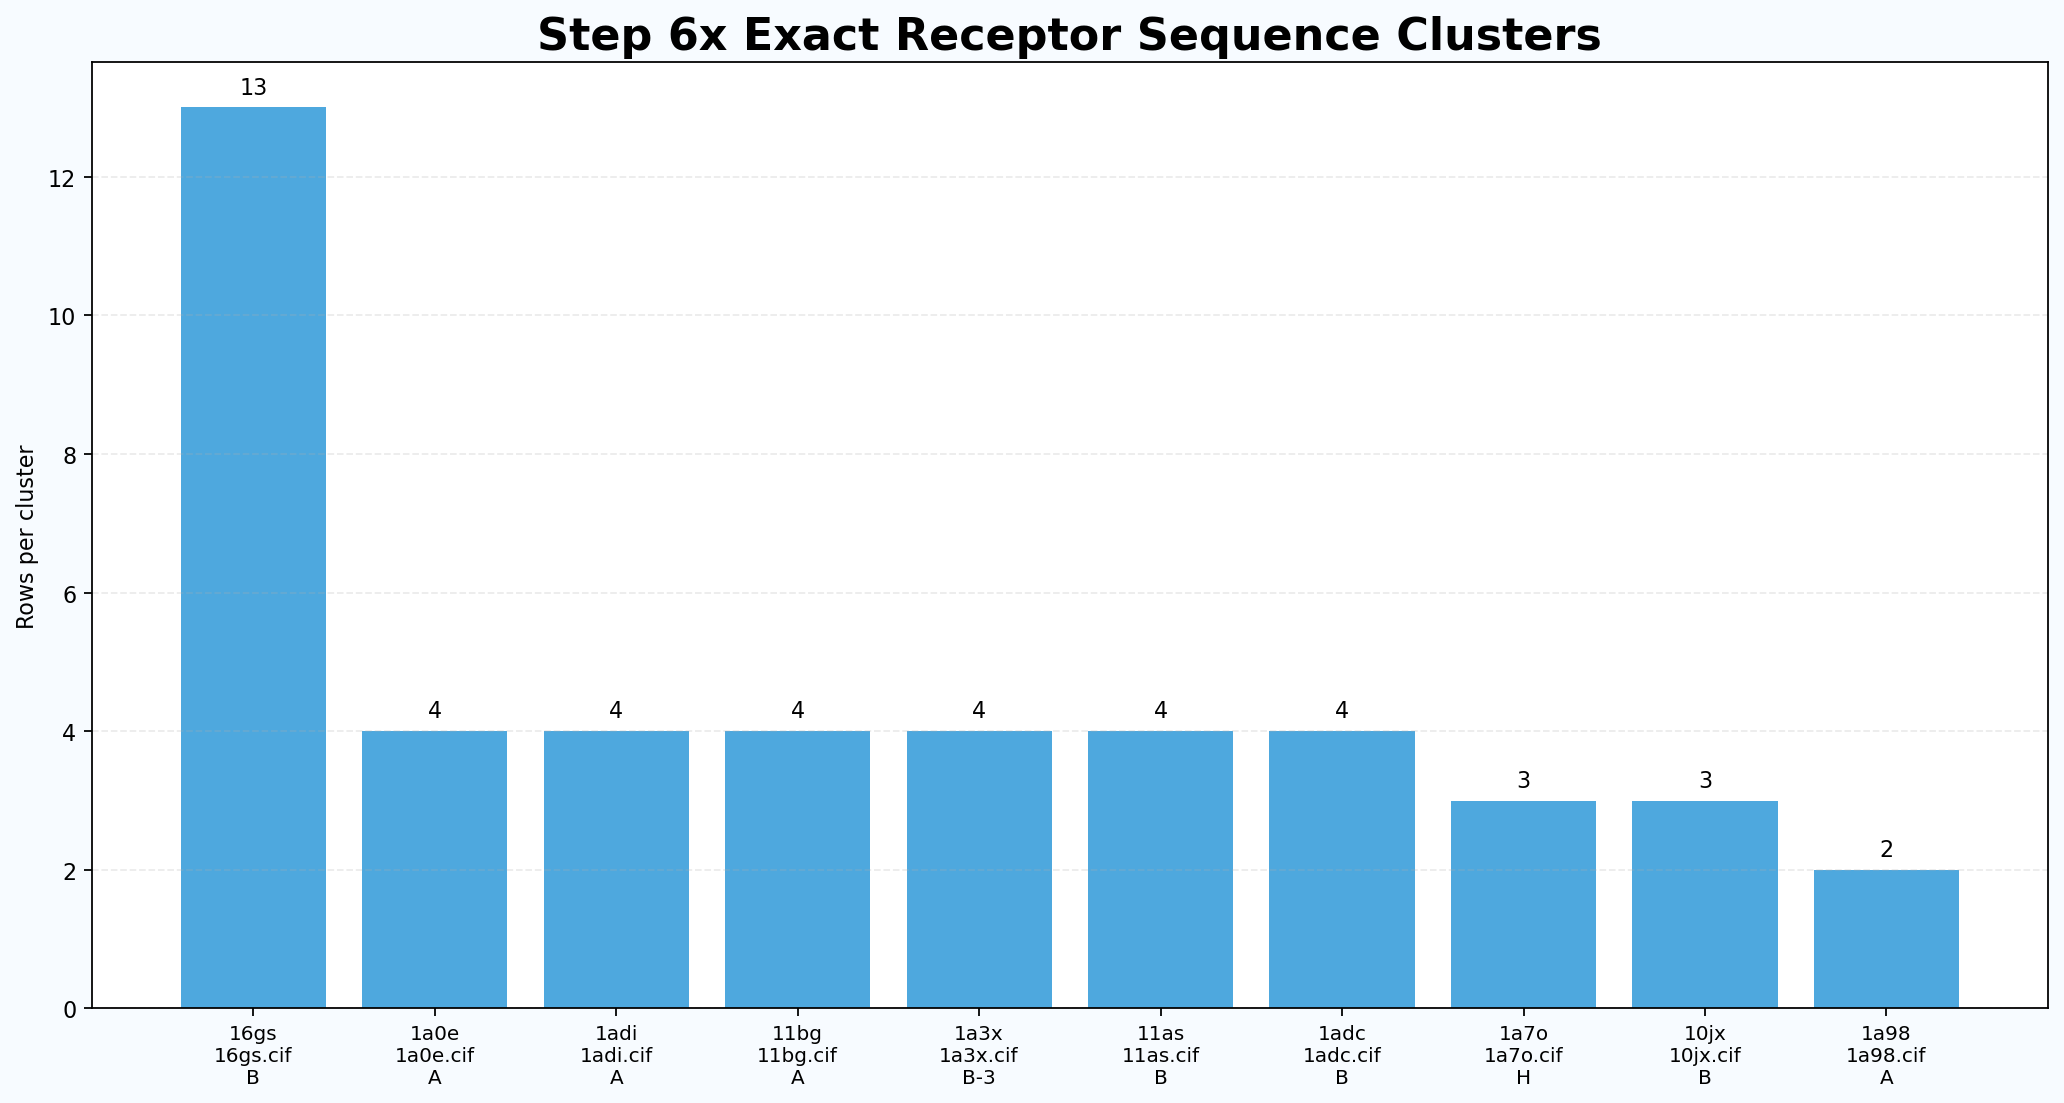 Step 6x Exact Receptor Sequence Clusters
Rows per cluster
12
10
8
6
4
2
0
13
4
4
4
4
4
4
3
3
2
16gs
16gs.cif
B
1a0e
1a0e.cif
A
1adi
1adi.cif
A
11bg
11bg.cif
A
1a3x
1a3x.cif
B-3
11as
11as.cif
B
1adc
1adc.cif
B
1a7o
1a7o.cif
H
10jx
10jx.cif
B
1a98
1a98.cif
A